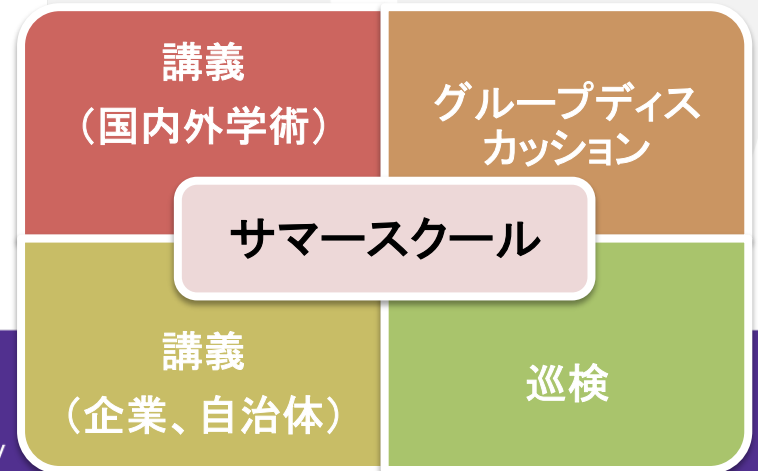 講義
（国内外学術）
グループディス
カッション
サマースクール
講義
（企業、自治体）
巡検